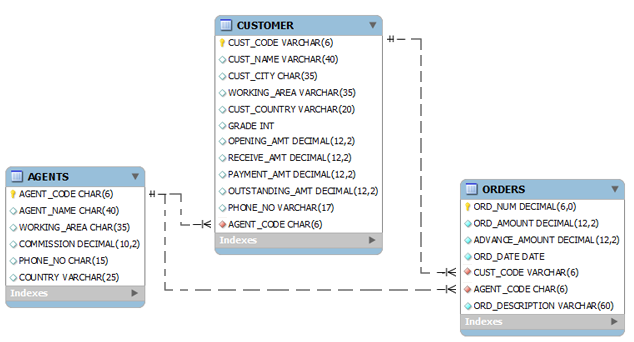 CUSTOMER
CUST_CODE VARCHAR(6)
CUST_NAME VARCHAR(40)
CUST_CITY CHAR(35)
WORKING_AREA VARCHAR(35)
CUST_COUNTRY VARCHAR(20)
GRADE INT
OPENING_AMT DECIMAL(12,2)
RECEIVE_AMT DECIMAL(12,2)
PAYMENT_AMT DECIMAL(12,2)
OUTSTANDING_AMT DECIMAL(12,2)
PHONE_NO VARCHAR(17)
AGENT_CODE CHAR(6)
Indexes
AGENTS
AGENT_CODE CHAR(6)
AGENT_NAME CHAR(40)
WORKING_AREA CHAR(35)
COMMISSION DECIMAL(10,2)
PHONE_NO CHAR(15)
COUNTRY VARCHAR(25)
Indexes
ORDERS
ORD_NUM DECIMAL(6,0)
ORD_AMOUNT DECIMAL(12,2)
ADVANCE_AMOUNT DECIMAL(12,2)
ORD_DATE DATE
CUST_CODE VARCHAR(6)
AGENT_CODE CHAR(6)
ORD_DESCRIPTION VARCHAR(60)
Indexes